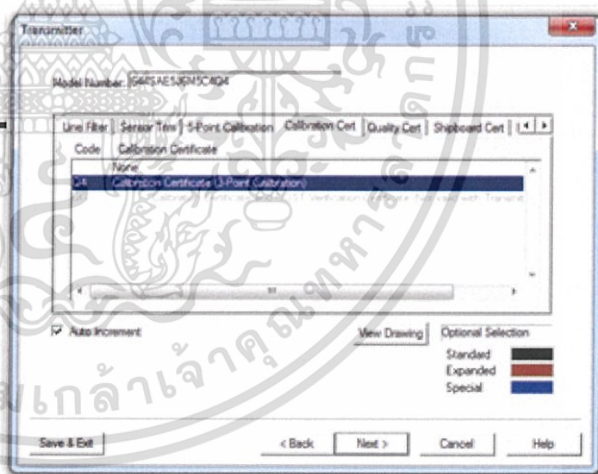 Transmitter
Model Number:
Line Filter Sensor Trim 5-Point Calibration Calibration Cert Quality Cert Shipboard Cert
Code Calibration Certificate
None
Q4 Calibration Certificate (3-Point Calibration)
Auto Increment
View Drawing
Optional Selection
Standard
Expanded
Special
Save & Exit
< Back
Next >
Cancel
Help